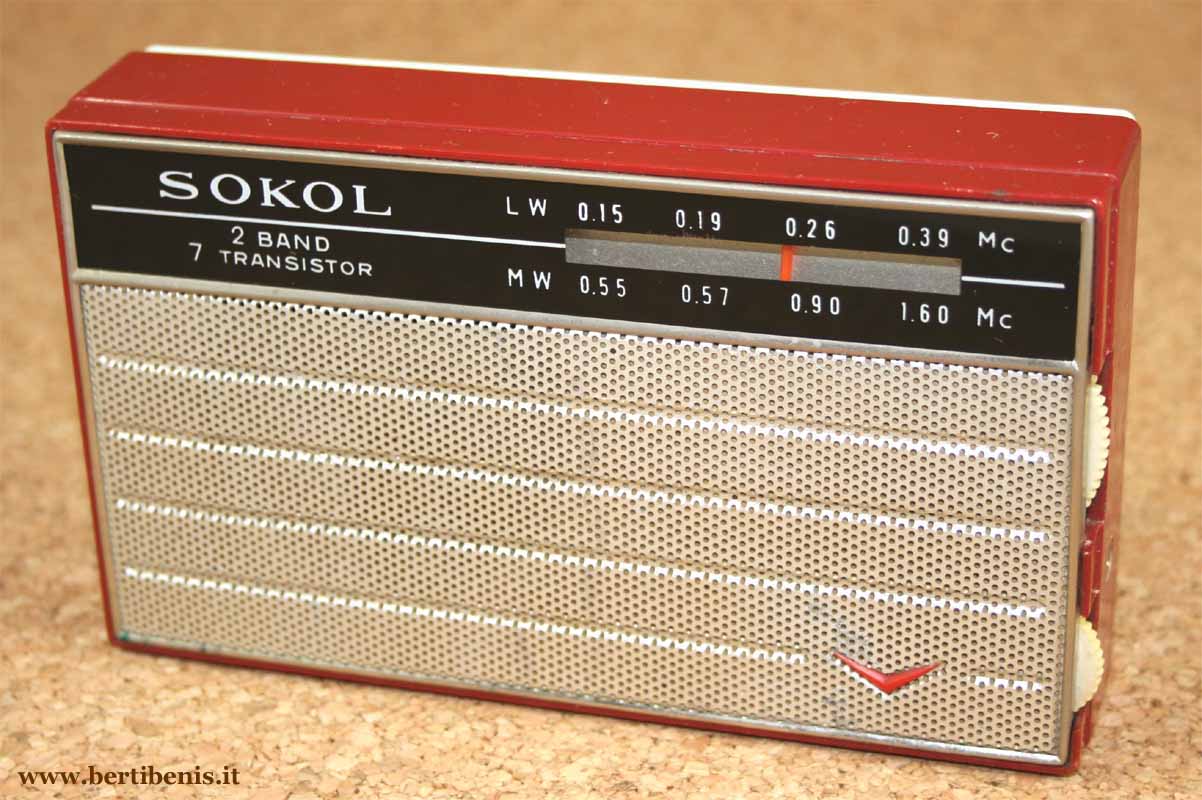 SOKOL
2 BAND
7 TRANSISTOR
LW 0.15 0.19 0.26 0.39 Mc
MW 0.55 0.57 0.90 1.60 Mc
www.bertibenis.it